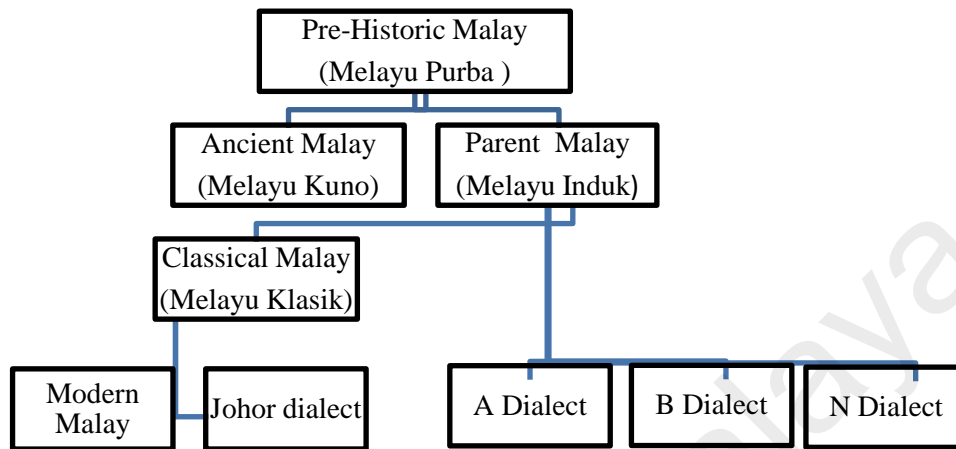 Pre-Historic Malay
(Melayu Purba )
Ancient Malay
(Melayu Kuno)
Parent Malay
(Melayu Induk)
Classical Malay
(Melayu Klasik)
Modern
Malay
Johor dialect
A Dialect
B Dialect
N Dialect
alaya